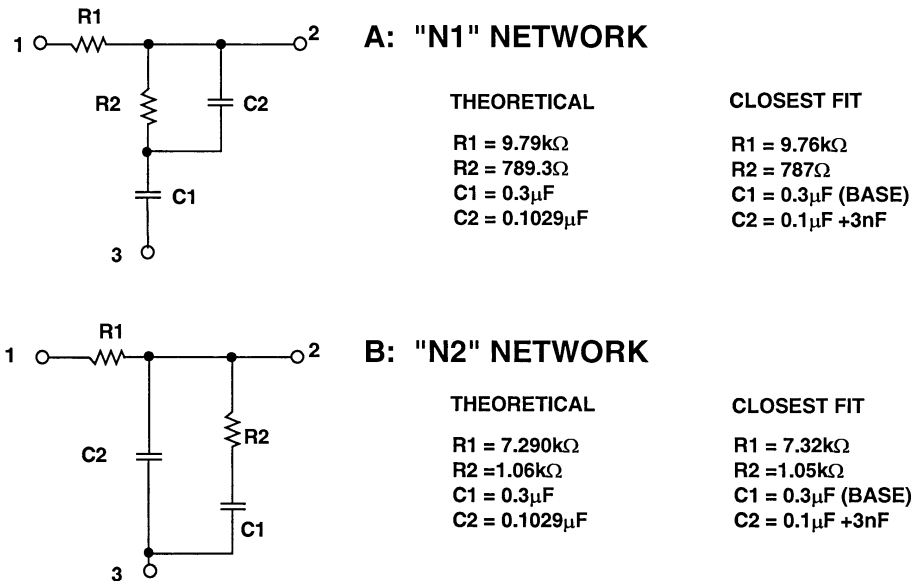 R1
1
2
R2
C2
C1
3
A: "N1" NETWORK
THEORETICAL
R1 = 9.79kΩ
R2 = 789.3Ω
C1 = 0.3μF
C2 = 0.1029μF
CLOSEST FIT
R1 = 9.76kΩ
R2 = 787Ω
C1 = 0.3μF (BASE)
C2 = 0.1μF +3nF
R1
1
2
C2
R2
C1
3
B: "N2" NETWORK
THEORETICAL
R1 = 7.290kΩ
R2 =1.06kΩ
C1 = 0.3μF
C2 = 0.1029μF
CLOSEST FIT
R1 = 7.32kΩ
R2 =1.05kΩ
C1 = 0.3μF (BASE)
C2 = 0.1μF +3nF